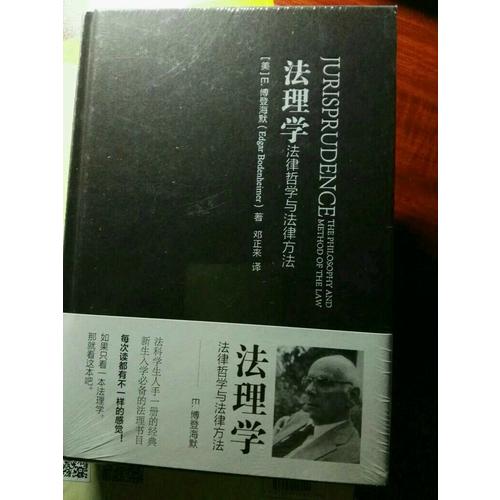 JURISPRUDENCE
THE PHILOSOPHY AND
METHOD OF THE LAW
法理学
法律哲学与法律方法
【美】E·博登海默（Edgar Bodenheimer）著
邓正来 译
法理学
法律哲学与法律方法
E·博登海默
法科学生人手一册的经典
新生入学必备的法理书目
每次读都有不一样的感觉！
如果只看一本法理学，
那就看这本吧。